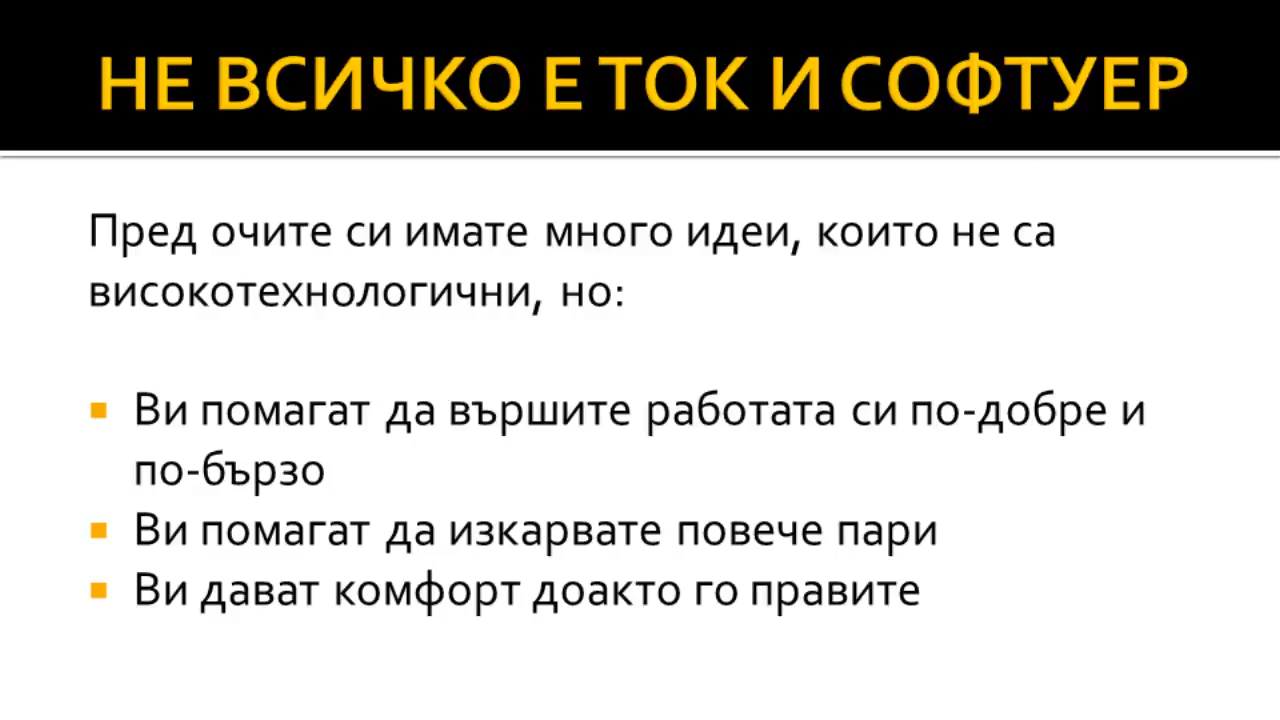 НЕ ВСИЧКО Е ТОК И СОФТУЕР
Пред очите си имате много идеи, които не са
високотехнологични, но:
Ви помагат да вършите работата си по-добре и
по-бързо
Ви помагат да изкарвате повече пари
Ви дават комфорт доакто го правите